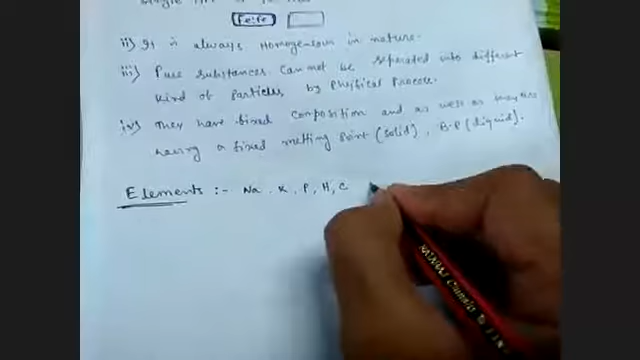 Fe:Fe
ii) It is always Homogeneous in nature.
iii) Pure substances cannot be seperated into different
kind of particles by physical Process.
iv) They have fixed composition and as well as they are
having a fixed melting Point (solid), B.P (liquid).
Elements :- Na, K, P, H, C
NATARAJ